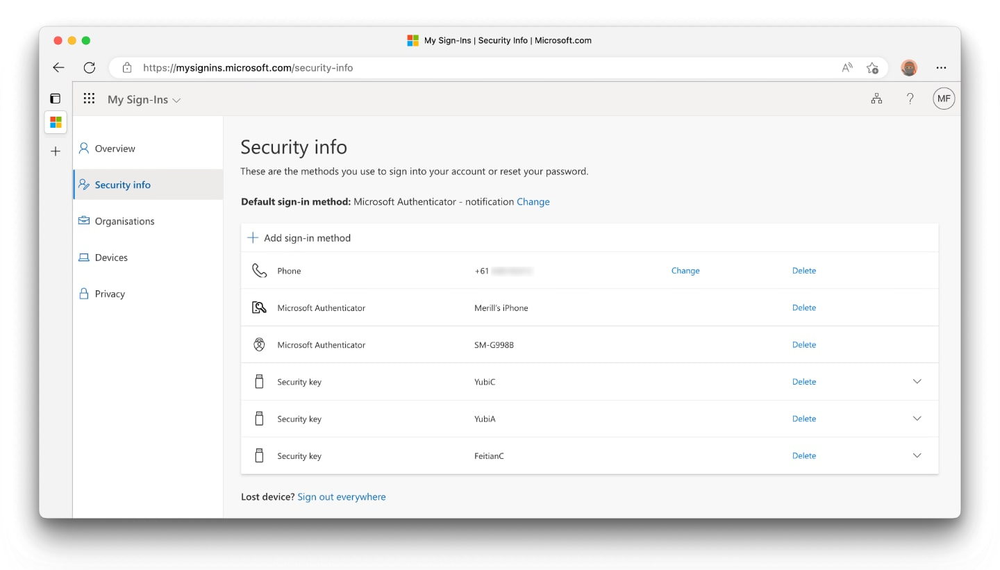 My Sign-Ins | Security Info | Microsoft.com
https://mysignins.microsoft.com/security-info
My Sign-Ins
? MF
Overview
Security info
Organisations
Devices
Privacy
Security info
These are the methods you use to sign into your account or reset your password.
Default sign-in method: Microsoft Authenticator - notification Change
Add sign-in method
Phone +61 Change Delete
Microsoft Authenticator Merill's iPhone Delete
Microsoft Authenticator SM-G998B Delete
Security key YubiC Delete
Security key YubiA Delete
Security key FeitianC Delete
Lost device? Sign out everywhere